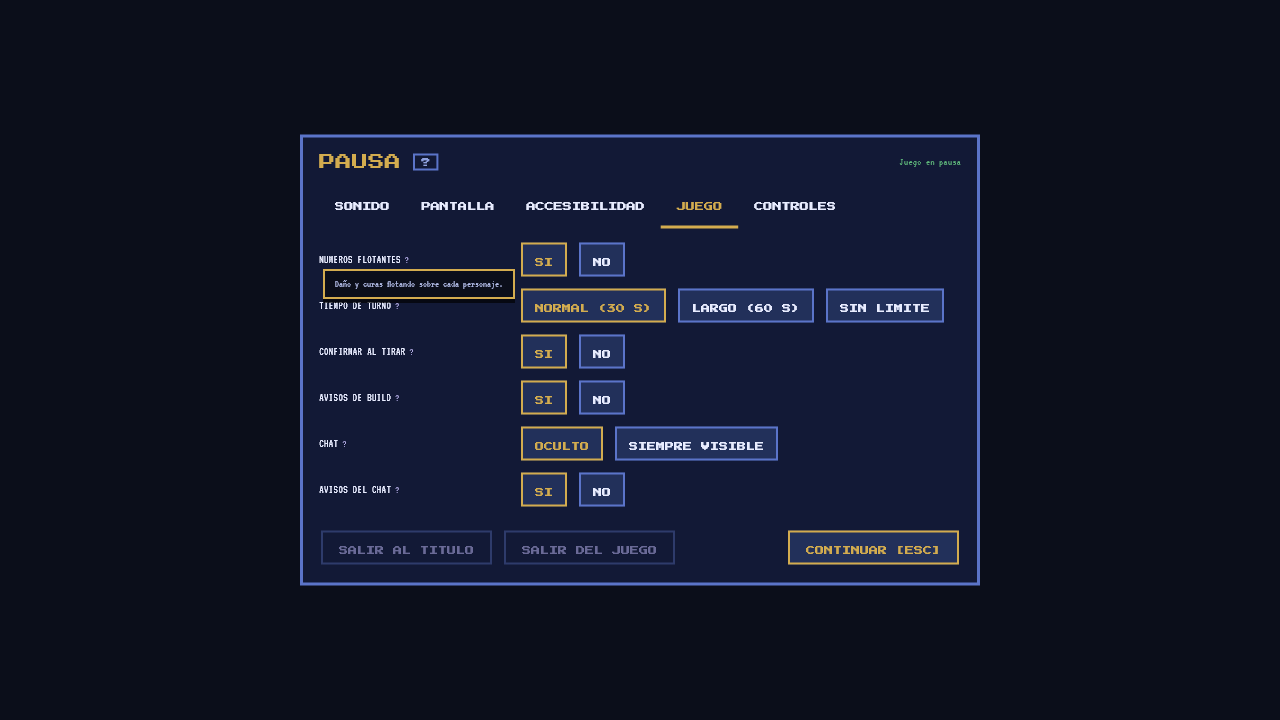 PAUSA ? Juego en pausa
SONIDO PANTALLA ACCESIBILIDAD JUEGO CONTROLES
NUMEROS FLOTANTES ? SI NO
Daño y curas flotando sobre cada personaje.
TIEMPO DE TURNO ? NORMAL (30 S) LARGO (60 S) SIN LIMITE
CONFIRMAR AL TIRAR ? SI NO
AVISOS DE BUILD ? SI NO
CHAT ? OCULTO SIEMPRE VISIBLE
AVISOS DEL CHAT ? SI NO
SALIR AL TITULO SALIR DEL JUEGO CONTINUAR [ESC]